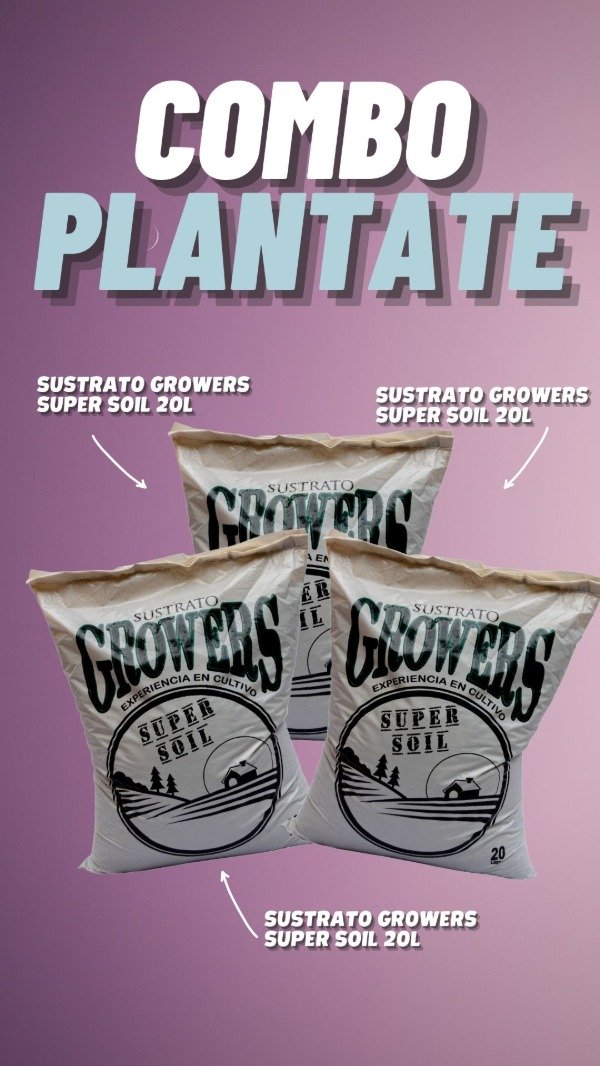 COMBO
PLANTATE
SUSTRATO GROWERS
SUPER SOIL 20L
SUSTRATO GROWERS
SUPER SOIL 20L
SUSTRATO
GROWERS
SUSTRATO
GROWERS
EXPERIENCIA EN CULTIVO
SUPER
SOIL
SUSTRATO
GROWERS
EXPERIENCIA EN CULTIVO
SUPER
SOIL
20
SUSTRATO GROWERS
SUPER SOIL 20L